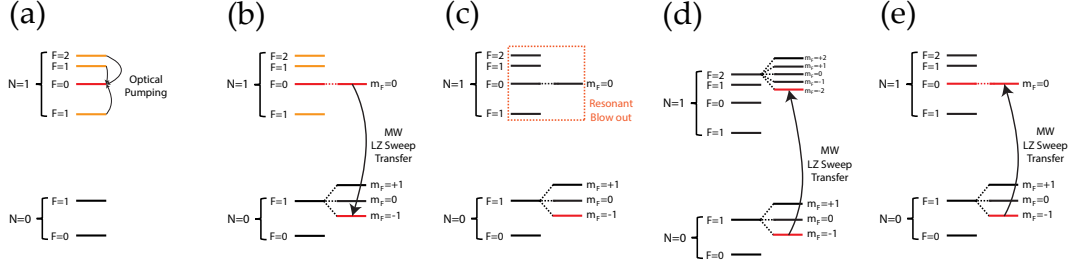 (a)
F=2
F=1
N=1
F=0
F=1
Optical
Pumping
N=0
F=1
F=0
(b)
F=2
F=1
N=1
F=0
m_F=0
F=1
MW
LZ Sweep
Transfer
N=0
F=1
m_F=+1
m_F=0
m_F=-1
F=0
(c)
F=2
F=1
N=1
F=0
m_F=0
F=1
Resonant
Blow out
N=0
F=1
m_F=+1
m_F=0
m_F=-1
F=0
(d)
F=2
m_F=+2
m_F=+1
m_F=0
m_F=-1
m_F=-2
N=1
F=1
F=0
F=1
MW
LZ Sweep
Transfer
N=0
F=1
m_F=+1
m_F=0
m_F=-1
F=0
(e)
F=2
F=1
N=1
F=0
m_F=0
F=1
MW
LZ Sweep
Transfer
N=0
F=1
m_F=+1
m_F=0
m_F=-1
F=0